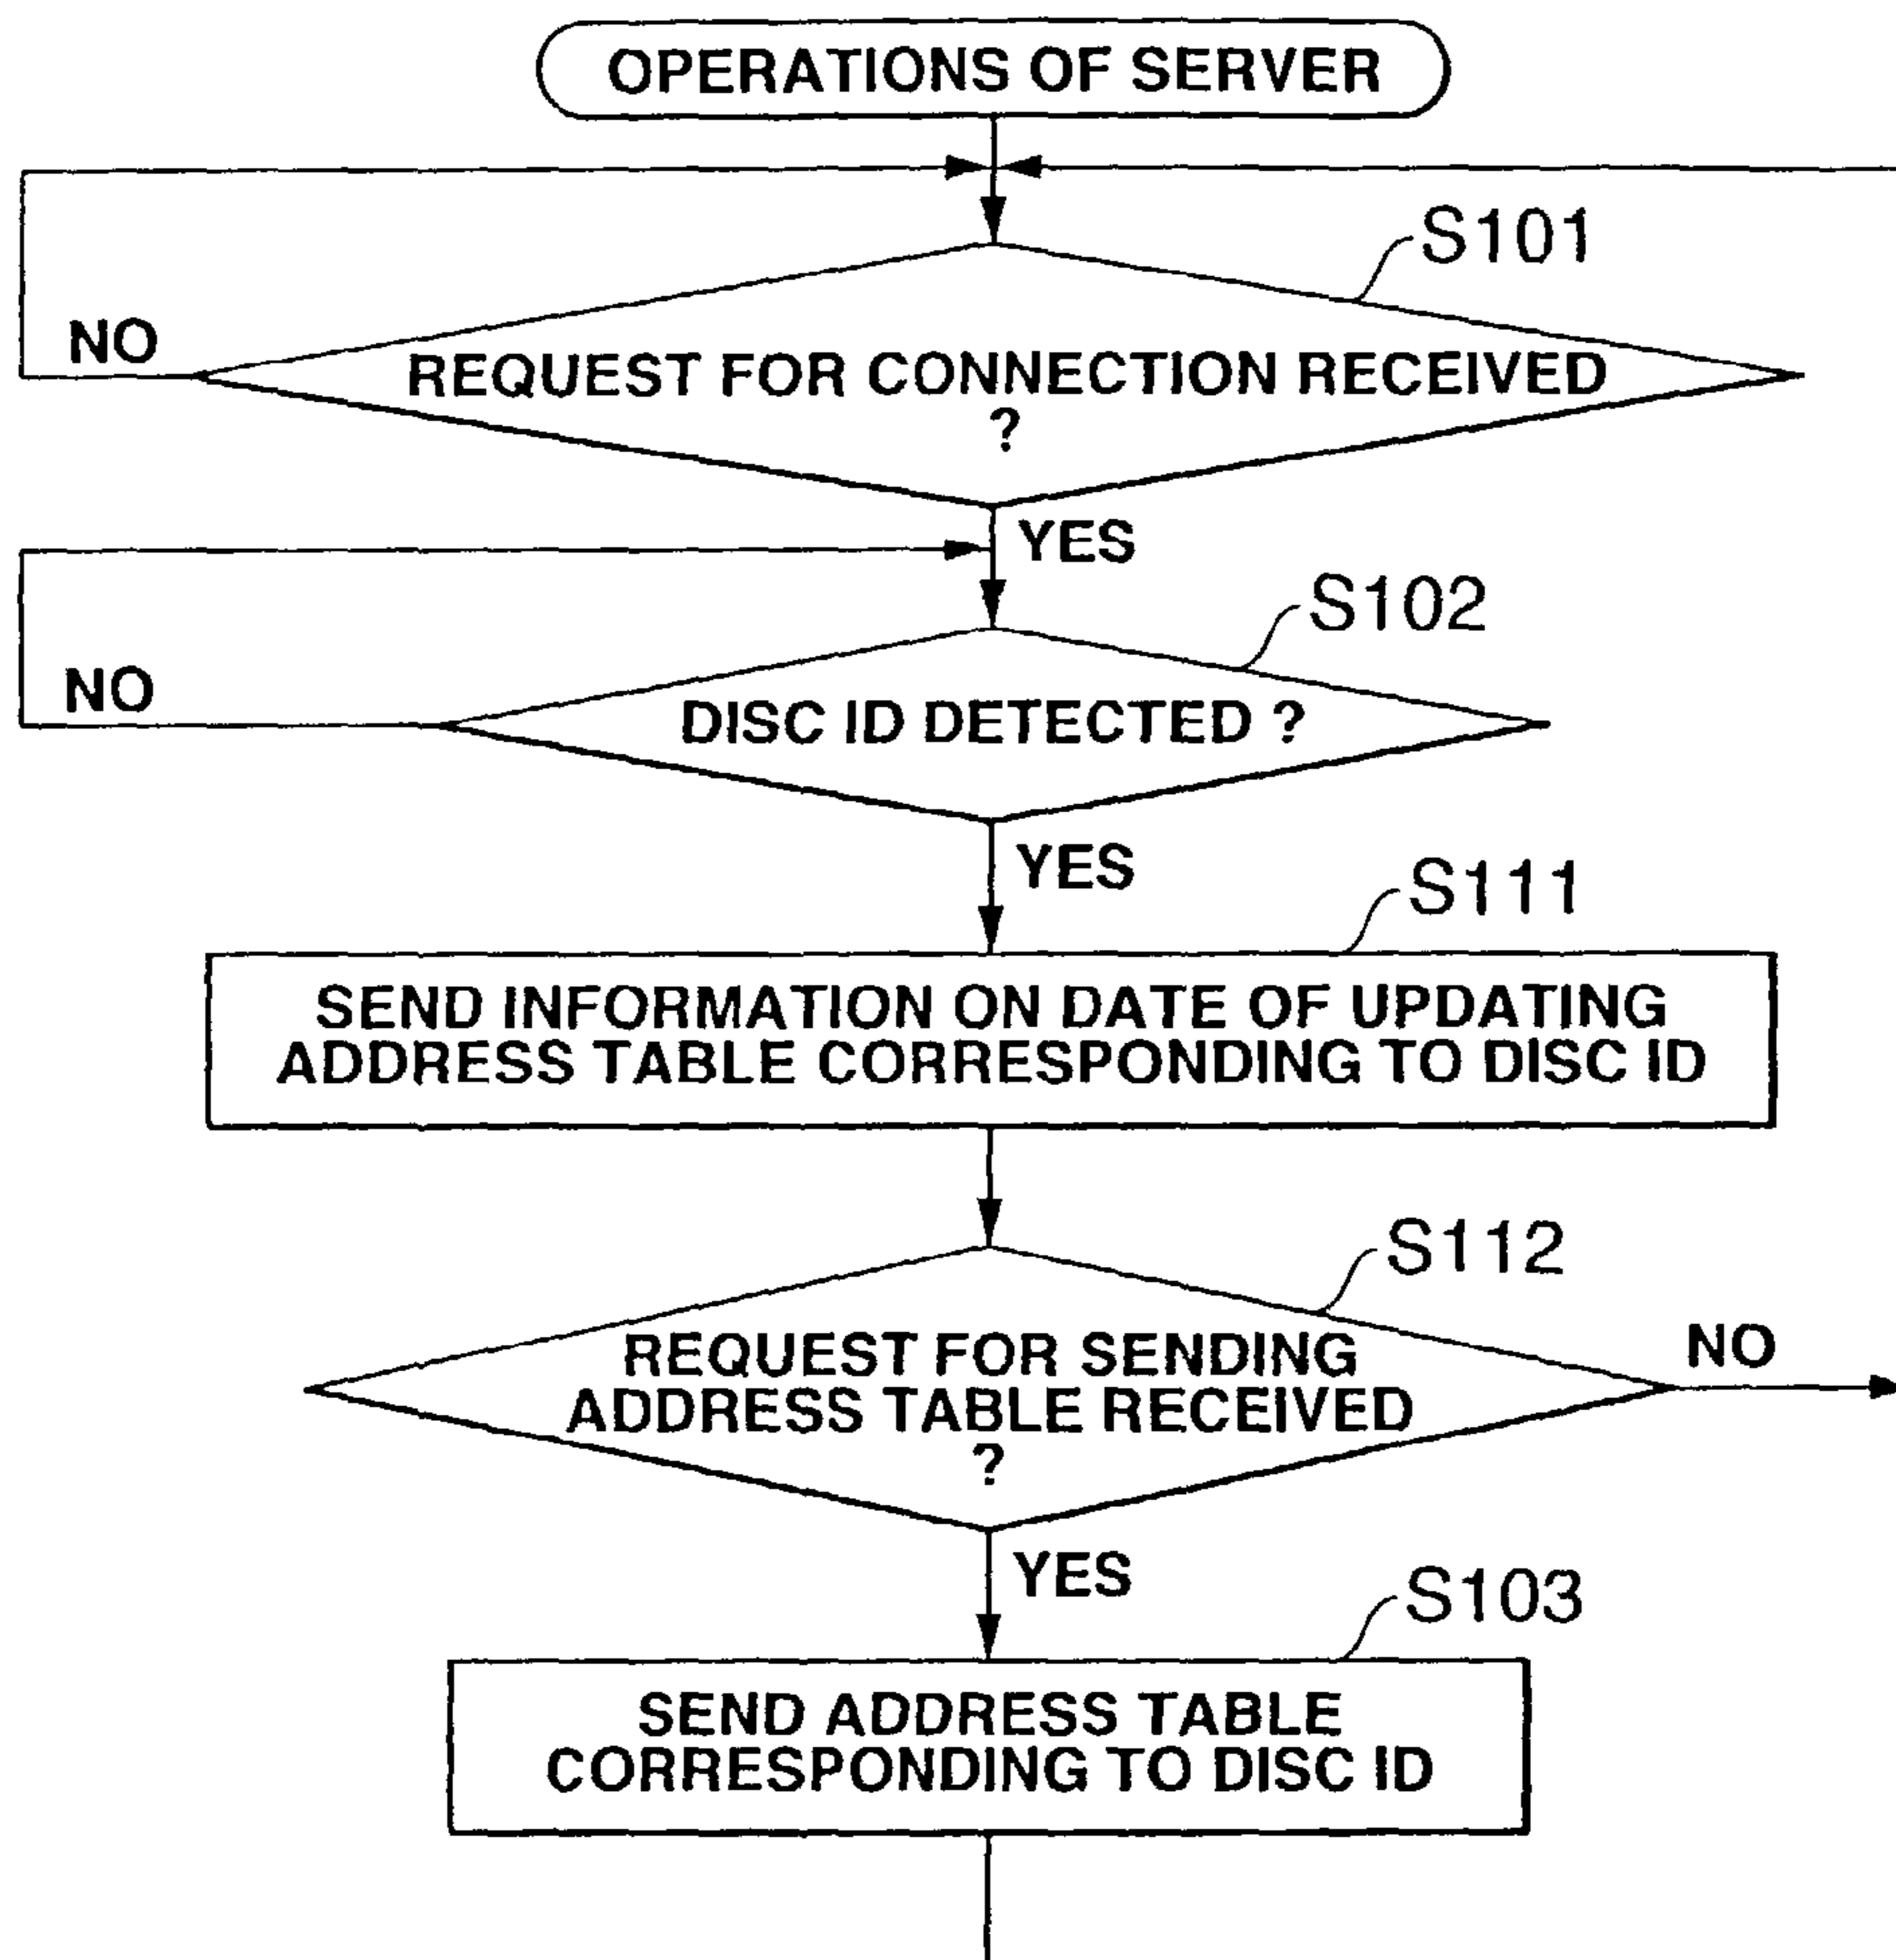 OPERATIONS OF SERVER
S101
NO
REQUEST FOR CONNECTION RECEIVED
?
YES
S102
NO
DISC ID DETECTED ?
YES
S111
SEND INFORMATION ON DATE OF UPDATING
ADDRESS TABLE CORRESPONDING TO DISC ID
S112
REQUEST FOR SENDING
ADDRESS TABLE RECEIVED
?
NO
YES
S103
SEND ADDRESS TABLE
CORRESPONDING TO DISC ID